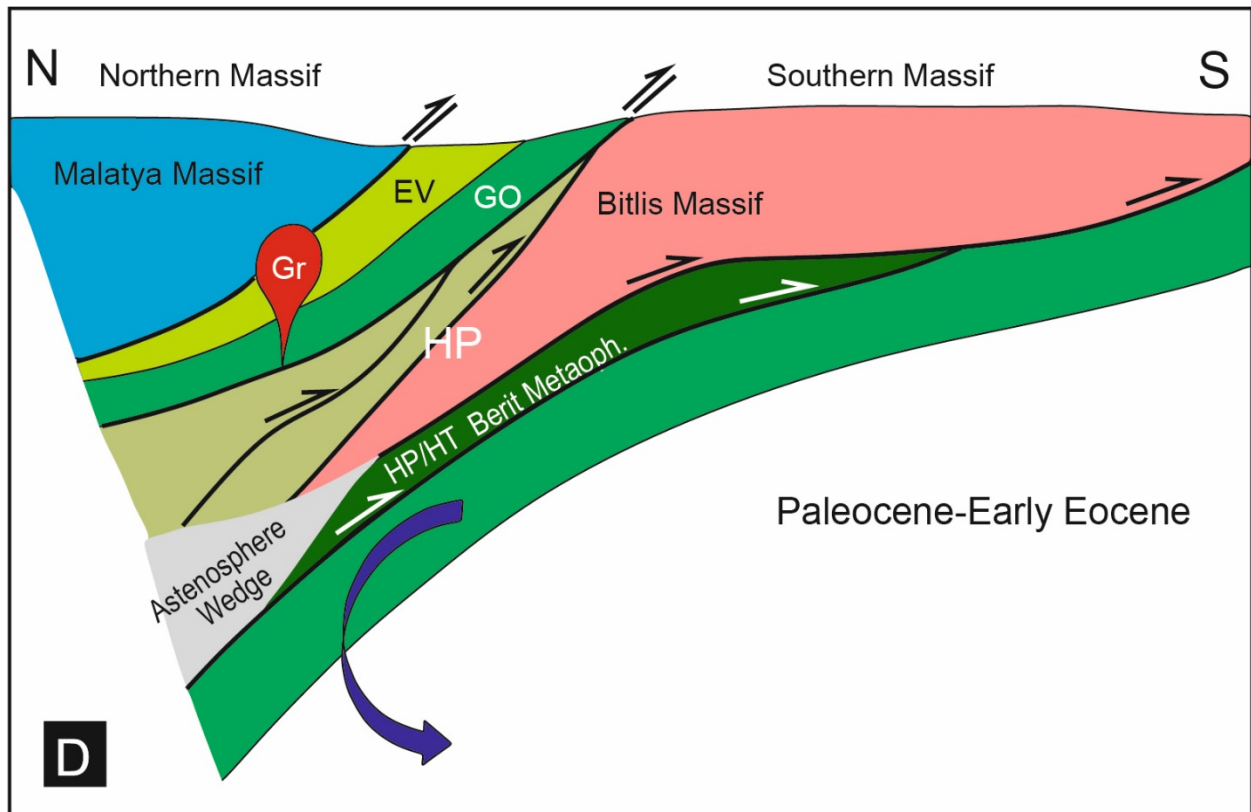 N
Northern Massif
Southern Massif
S
Malatya Massif
EV
GO
Bitlis Massif
Gr
HP
HP/HT Berit Metaoph.
Astenosphere
Wedge
Paleocene-Early Eocene
D